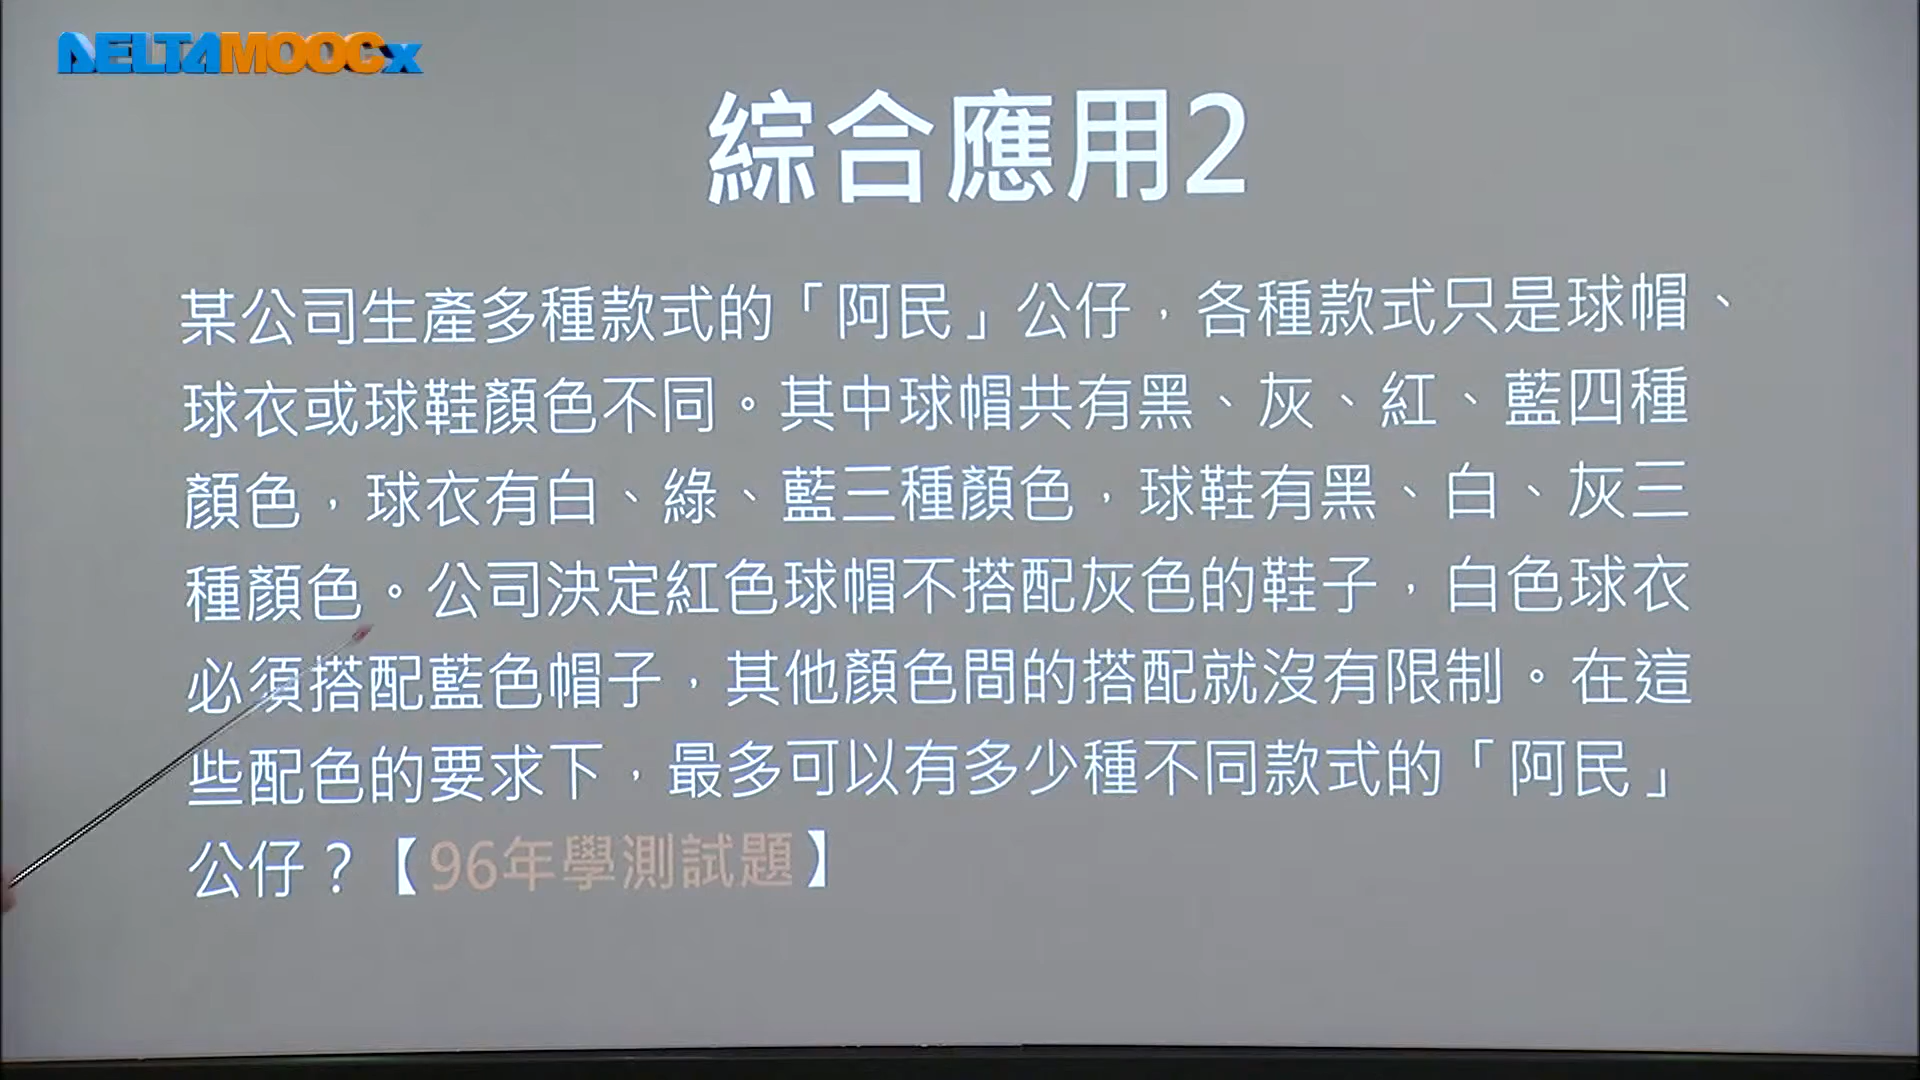 DELTAMOOCx
綜合應用2
某公司生產多種款式的「阿民」公仔，各種款式只是球帽、
球衣或球鞋顏色不同。其中球帽共有黑、灰、紅、藍四種
顏色，球衣有白、綠、藍三種顏色，球鞋有黑、白、灰三
種顏色。公司決定紅色球帽不搭配灰色的鞋子，白色球衣
必須搭配藍色帽子，其他顏色間的搭配就沒有限制。在這
些配色的要求下，最多可以有多少種不同款式的「阿民」
公仔？【96年學測試題】